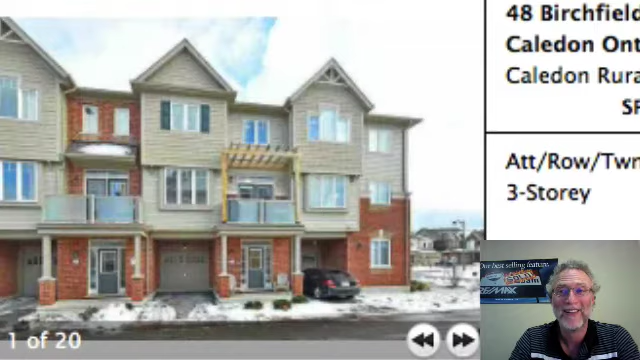 48 Birchfield
Caledon Ont
Caledon Rura
SF
Att/Row/Twn
3-Storey
1 of 20
Our best selling feature.
RE/MAX